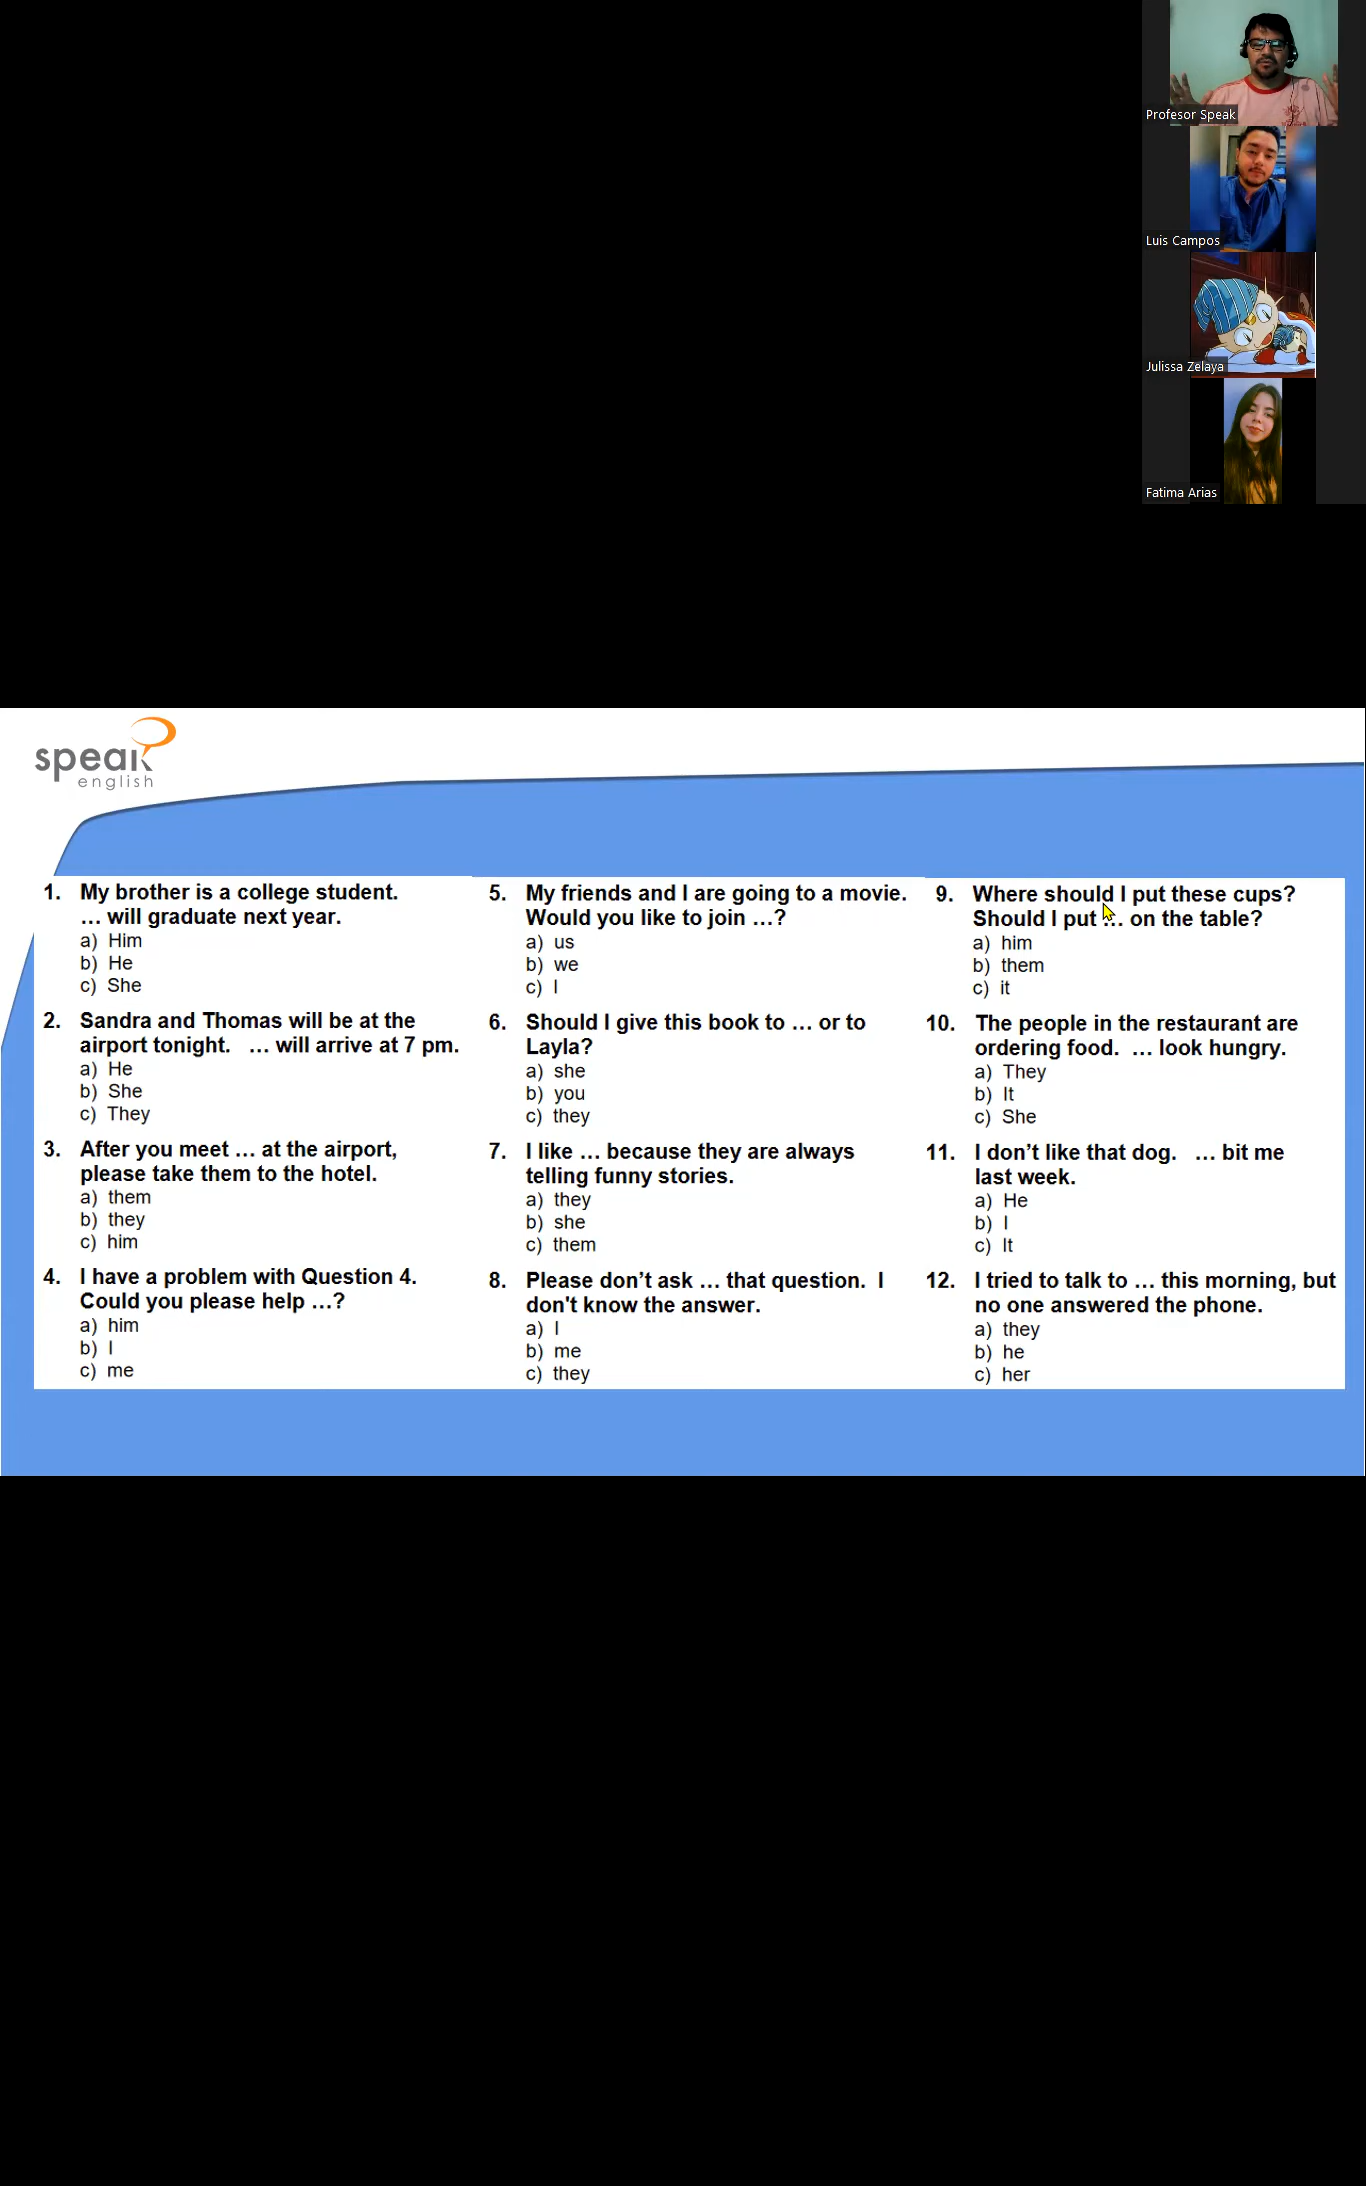 Profesor Speak
Luis Campos
Julissa Zelaya
Fatima Arias
speak
english
1. My brother is a college student.
... will graduate next year.
a) Him
b) He
c) She
2. Sandra and Thomas will be at the
airport tonight. ... will arrive at 7 pm.
a) He
b) She
c) They
3. After you meet ... at the airport,
please take them to the hotel.
a) them
b) they
c) him
4. I have a problem with Question 4.
Could you please help ...?
a) him
b) I
c) me
5. My friends and I are going to a movie.
Would you like to join ...?
a) us
b) we
c) I
6. Should I give this book to ... or to
Layla?
a) she
b) you
c) they
7. I like ... because they are always
telling funny stories.
a) they
b) she
c) them
8. Please don’t ask ... that question. I
don't know the answer.
a) I
b) me
c) they
9. Where should I put these cups?
Should I put ... on the table?
a) him
b) them
c) it
10. The people in the restaurant are
ordering food. ... look hungry.
a) They
b) It
c) She
11. I don’t like that dog. ... bit me
last week.
a) He
b) I
c) It
12. I tried to talk to ... this morning, but
no one answered the phone.
a) they
b) he
c) her